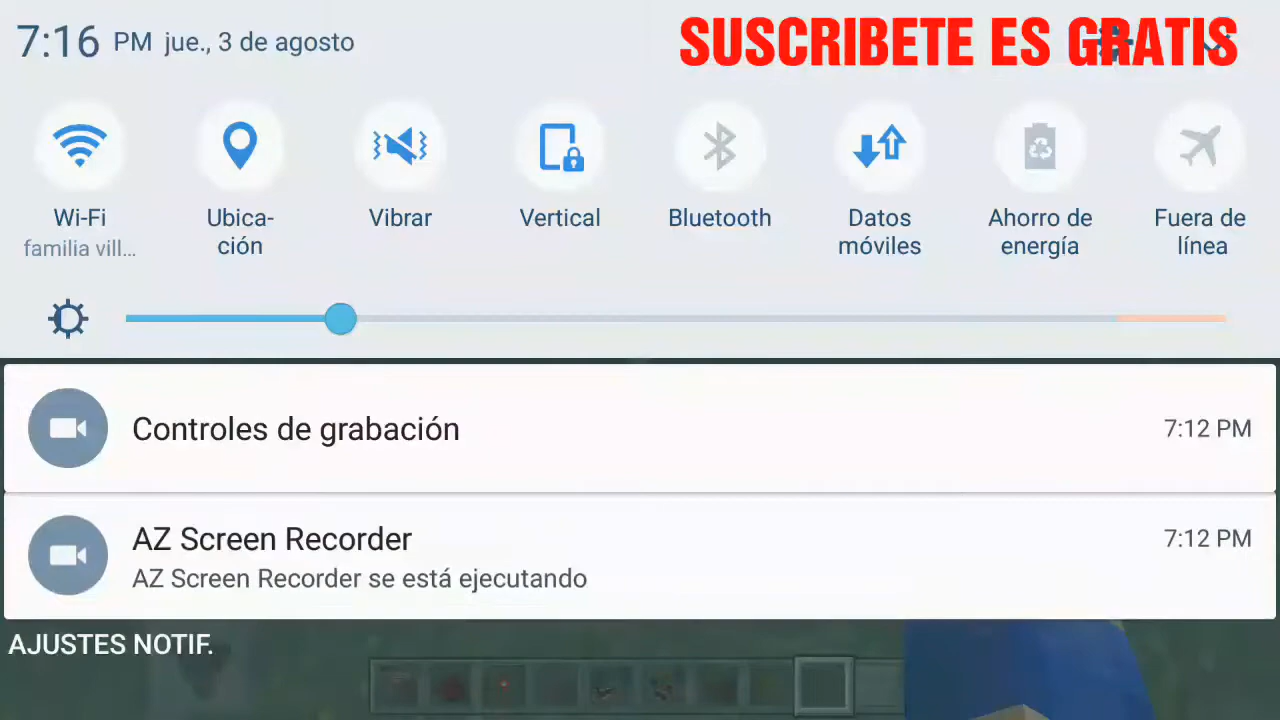 7:16 PM jue., 3 de agosto
SUSCRIBETE ES GRATIS
Wi-Fi
familia vill...
Ubica-
ción
Vibrar
Vertical
Bluetooth
Datos
móviles
Ahorro de
energía
Fuera de
línea
Controles de grabación
7:12 PM
AZ Screen Recorder
7:12 PM
AZ Screen Recorder se está ejecutando
AJUSTES NOTIF.